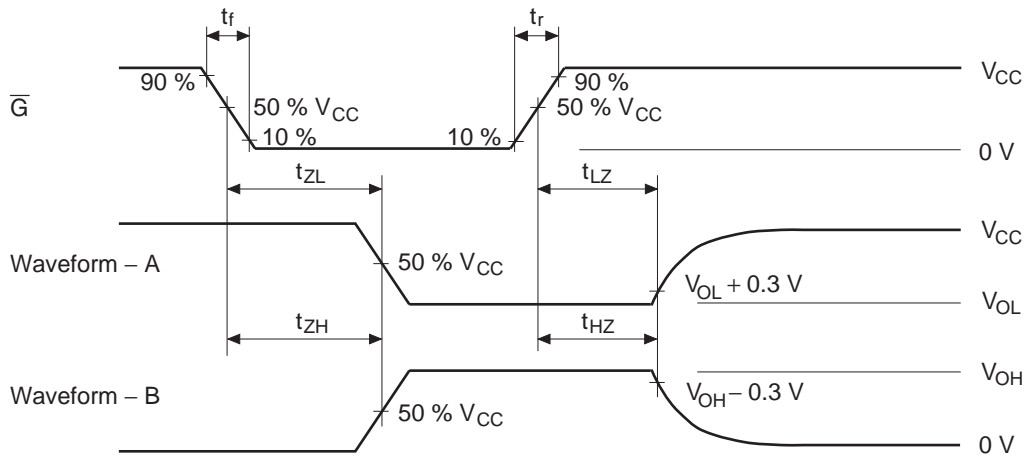 t_f
t_r
90 %
90 %
V_CC
G̅
50 % V_CC
50 % V_CC
10 %
10 %
0 V
t_ZL
t_LZ
V_CC
Waveform – A
50 % V_CC
V_OL + 0.3 V
V_OL
t_ZH
t_HZ
V_OH
Waveform – B
V_OH – 0.3 V
50 % V_CC
0 V